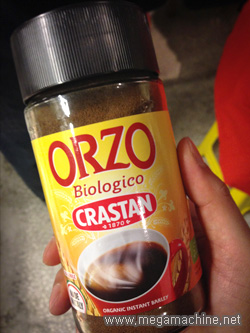 ORZO
Biologico
CRASTAN
1870
ORGANIC INSTANT BARLEY
www.megamachine.net